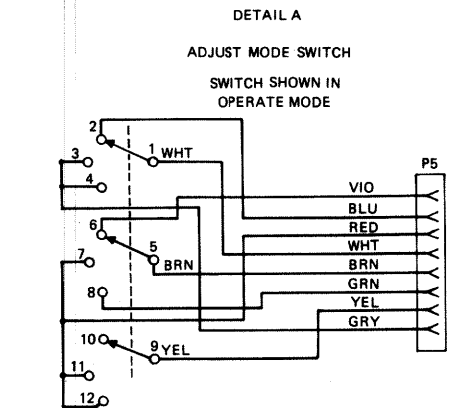 DETAIL A
ADJUST MODE SWITCH
SWITCH SHOWN IN
OPERATE MODE
2
P5
3
1 WHT
4
VIO
BLU
6
RED
5
WHT
7
BRN
BRN
8
GRN
YEL
10
9 YEL
GRY
11
12